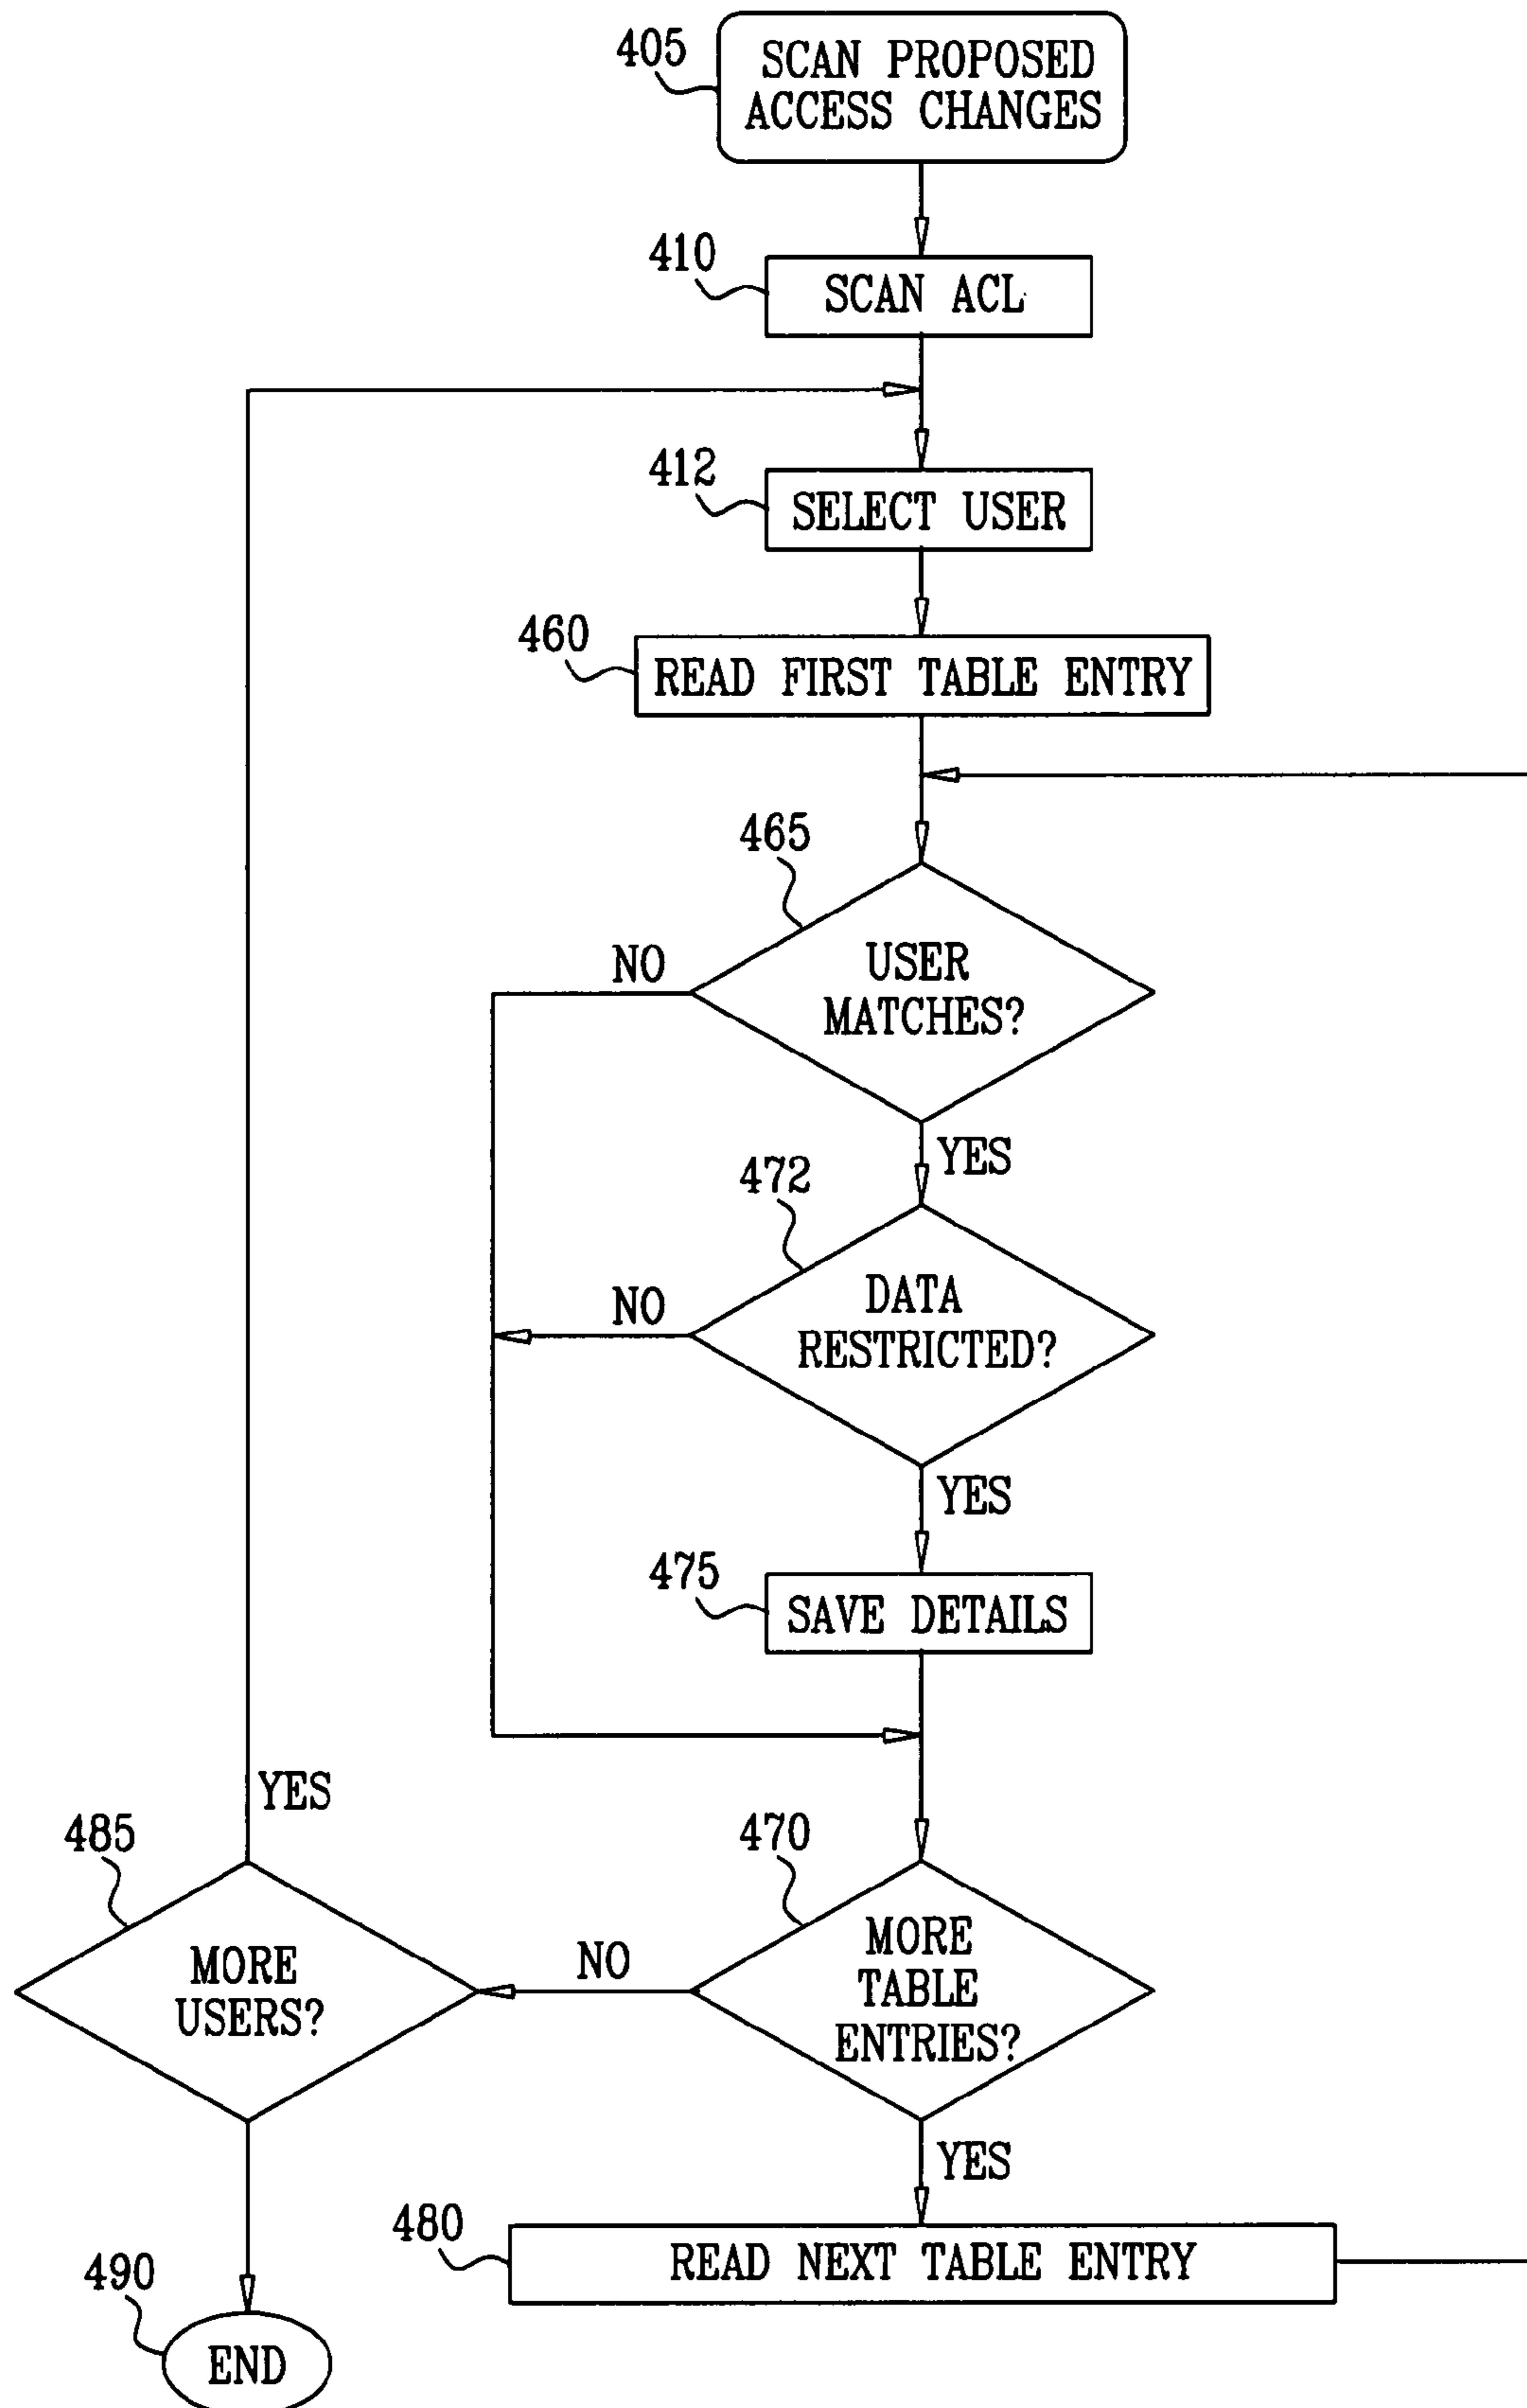 405
SCAN PROPOSED
ACCESS CHANGES
410
SCAN ACL
412
SELECT USER
460
READ FIRST TABLE ENTRY
465
USER
MATCHES?
NO
YES
472
DATA
RESTRICTED?
NO
YES
475
SAVE DETAILS
470
MORE
TABLE
ENTRIES?
NO
YES
485
MORE
USERS?
YES
480
READ NEXT TABLE ENTRY
490
END